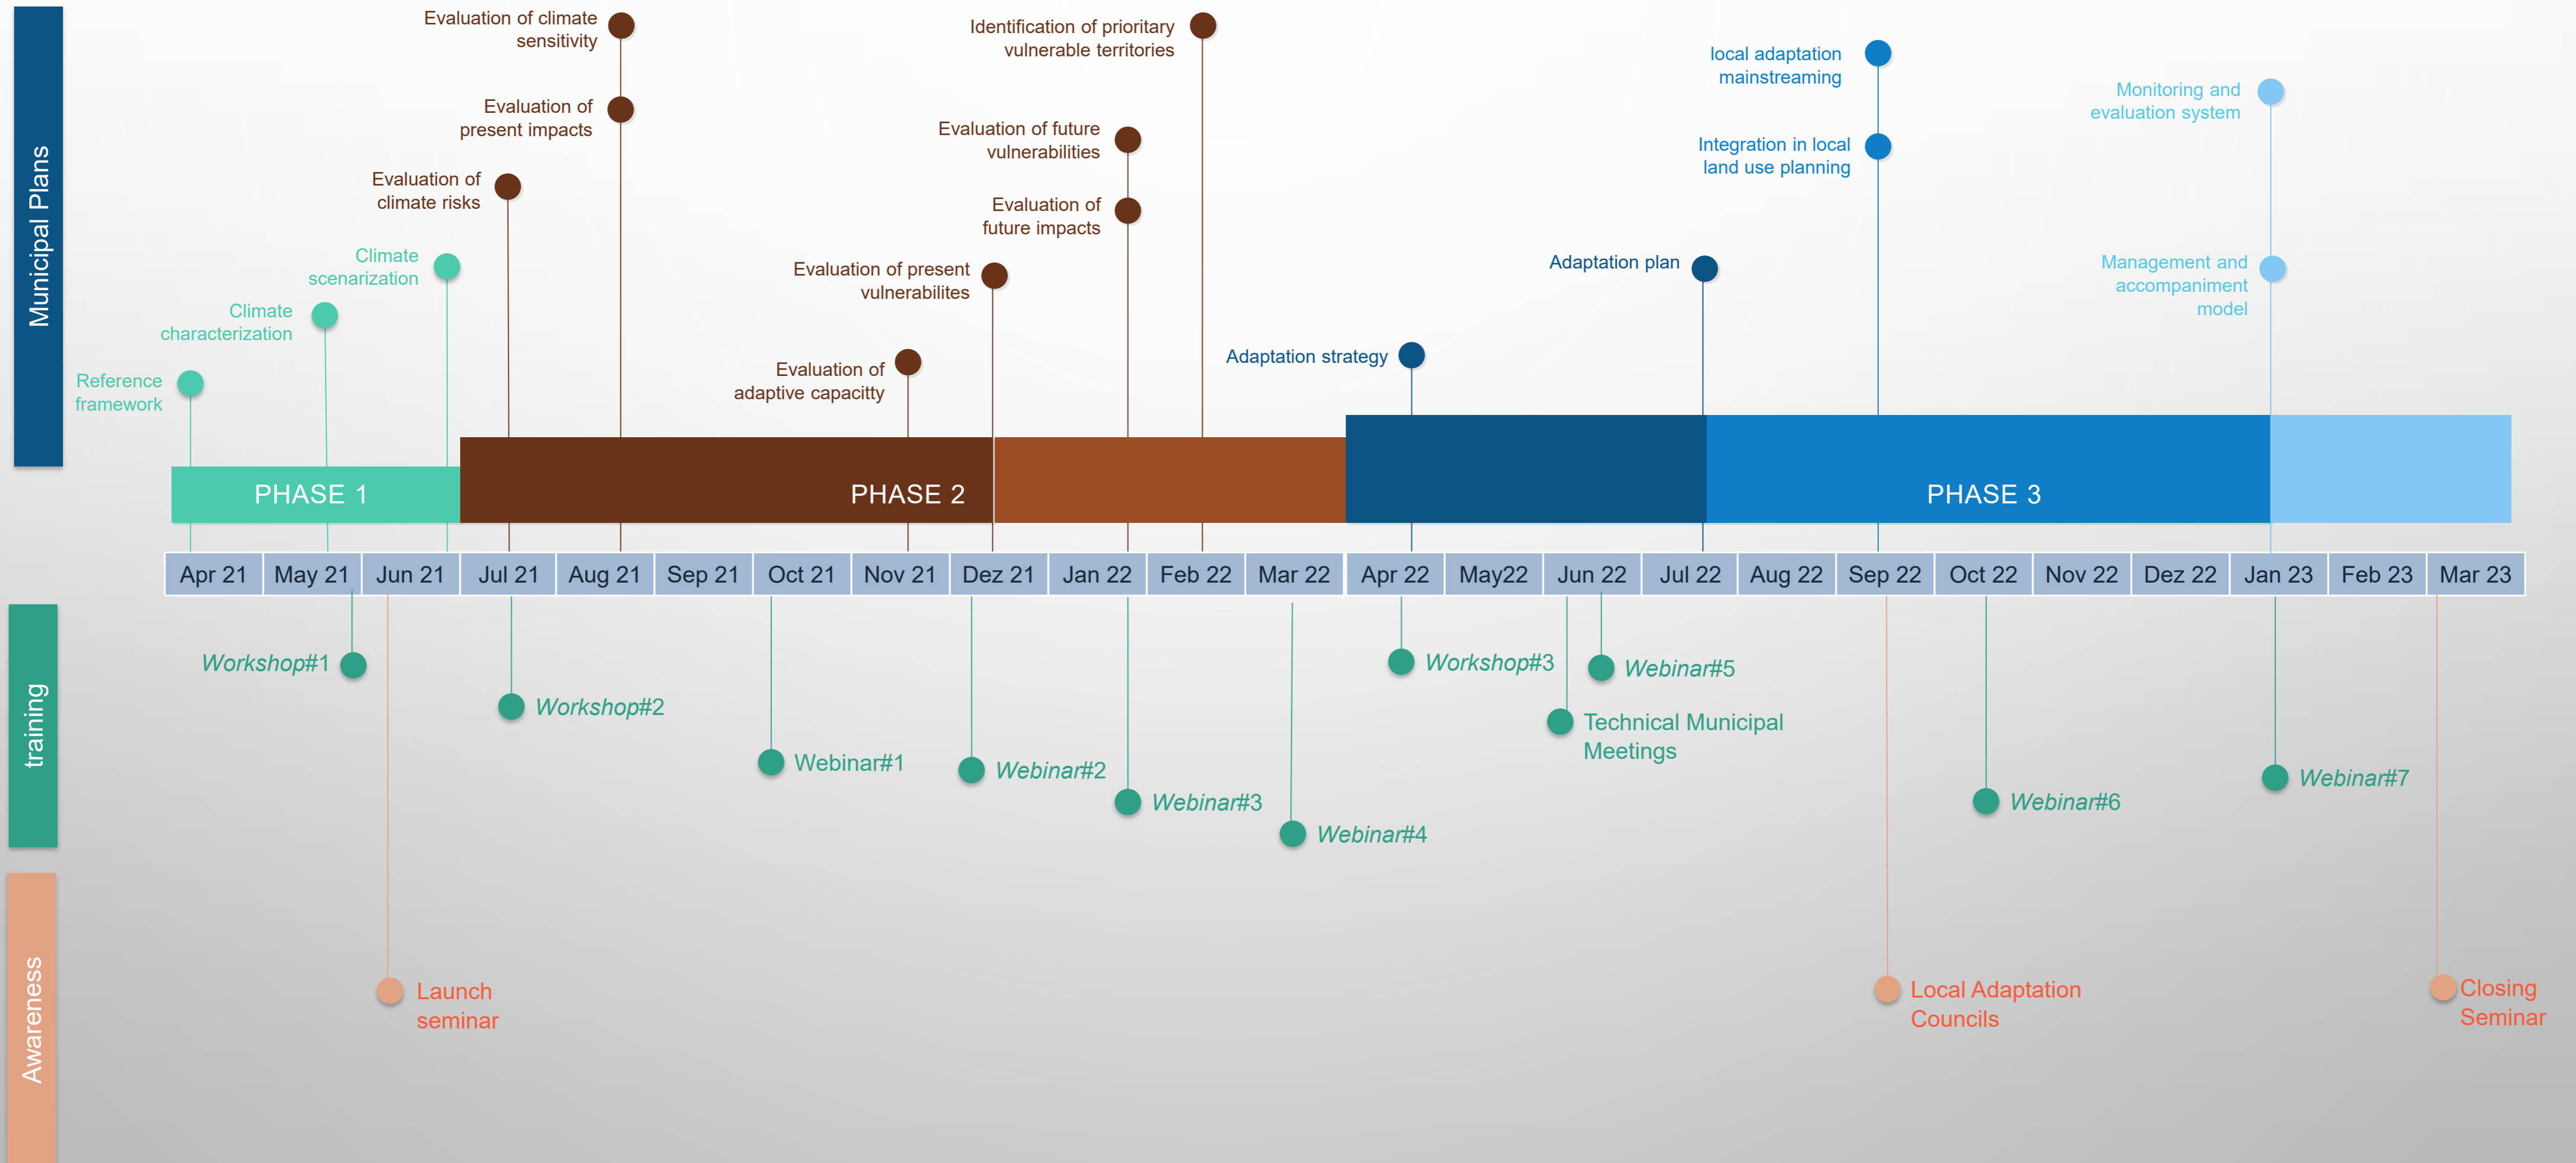 Municipal Plans
Evaluation of climate
sensitivity
Identification of prioritary
vulnerable territories
local adaptation
mainstreaming
Monitoring and
evaluation system
Evaluation of
present impacts
Evaluation of future
vulnerabilities
Integration in local
land use planning
Evaluation of
climate risks
Evaluation of
future impacts
Climate
scenarization
Evaluation of present
vulnerabilites
Adaptation plan
Management and
accompaniment
model
Climate
characterization
Adaptation strategy
Evaluation of
adaptive capacitty
Reference
framework
PHASE 1
PHASE 2
PHASE 3
Apr 21
May 21
Jun 21
Jul 21
Aug 21
Sep 21
Oct 21
Nov 21
Dez 21
Jan 22
Feb 22
Mar 22
Apr 22
May22
Jun 22
Jul 22
Aug 22
Sep 22
Oct 22
Nov 22
Dez 22
Jan 23
Feb 23
Mar 23
training
Workshop#1
Workshop#2
Webinar#1
Webinar#2
Webinar#3
Webinar#4
Workshop#3
Webinar#5
Technical Municipal
Meetings
Webinar#6
Webinar#7
Awareness
Launch
seminar
Local Adaptation
Councils
Closing
Seminar